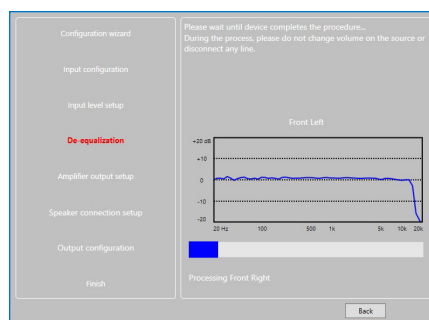 Configuration wizard
Input configuration
Input level setup
De-equalization
Amplifier output setup
Speaker connection setup
Output configuration
Finish
Please wait until device completes the procedure...
During the process, please do not change volume on the source or
disconnect any line.
Front Left
+20 dB
+10
0
-10
-20
20 Hz 100 500 1k 5k 10k 20k
Processing Front Right
Back